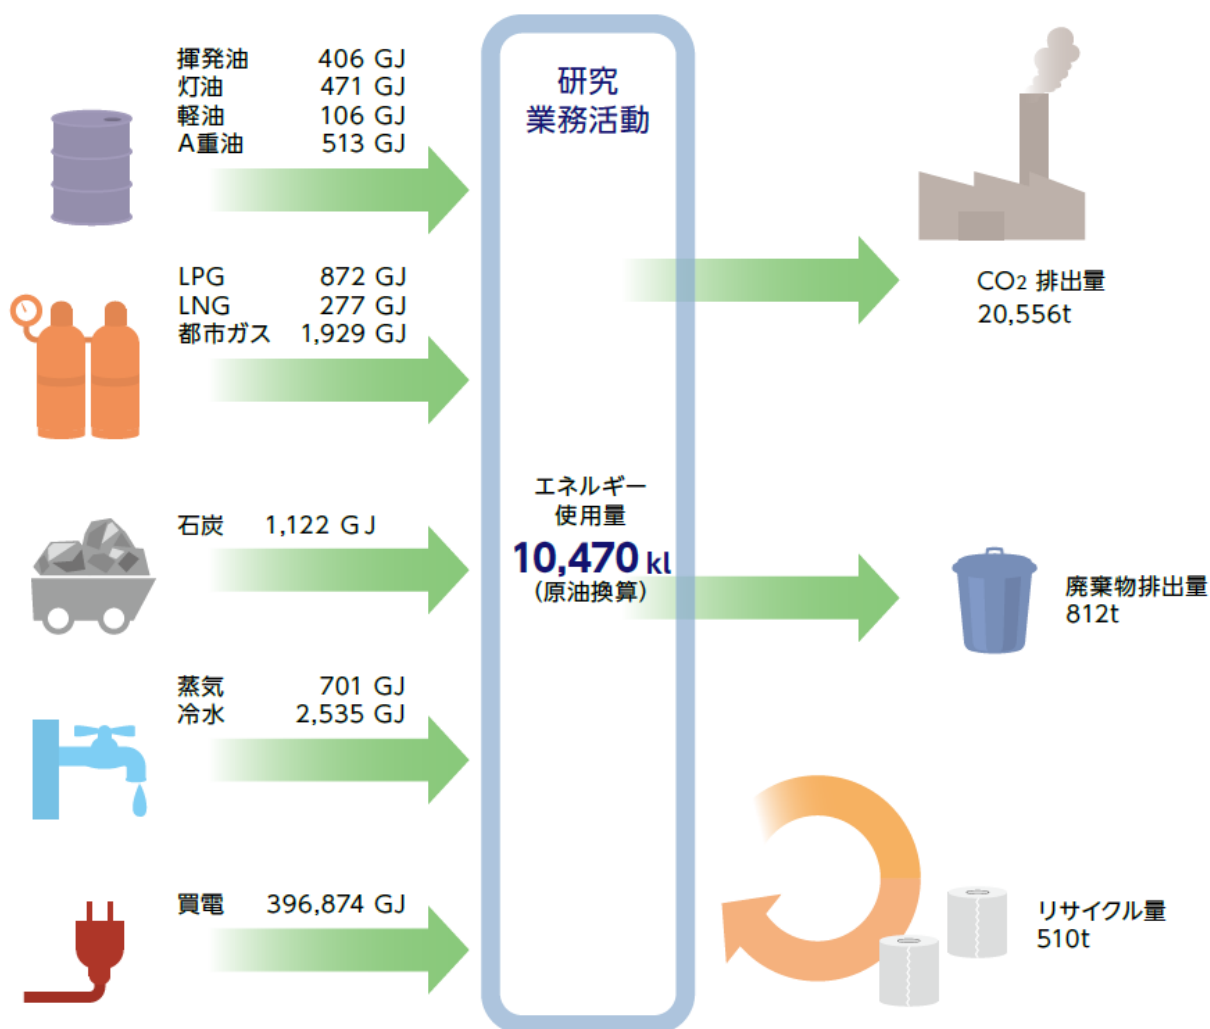 揮発油 406 GJ
灯油 471 GJ
軽油 106 GJ
A重油 513 GJ
LPG 872 GJ
LNG 277 GJ
都市ガス 1,929 GJ
石炭 1,122 GJ
蒸気 701 GJ
冷水 2,535 GJ
買電 396,874 GJ
研究
業務活動
エネルギー
使用量
10,470 kl
(原油換算)
CO2 排出量
20,556t
廃棄物排出量
812t
リサイクル量
510t